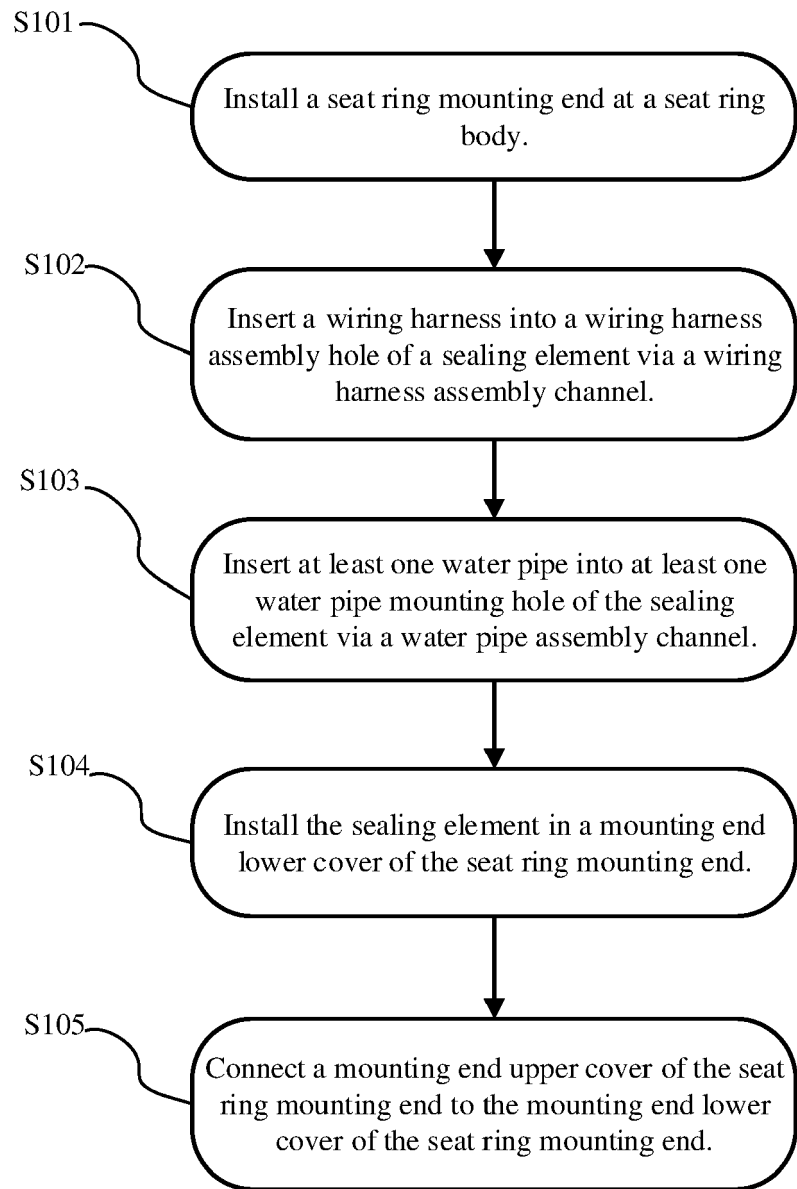 S101
Install a seat ring mounting end at a seat ring
body.
S102
Insert a wiring harness into a wiring harness
assembly hole of a sealing element via a wiring
harness assembly channel.
S103
Insert at least one water pipe into at least one
water pipe mounting hole of the sealing
element via a water pipe assembly channel.
S104
Install the sealing element in a mounting end
lower cover of the seat ring mounting end.
S105
Connect a mounting end upper cover of the seat
ring mounting end to the mounting end lower
cover of the seat ring mounting end.